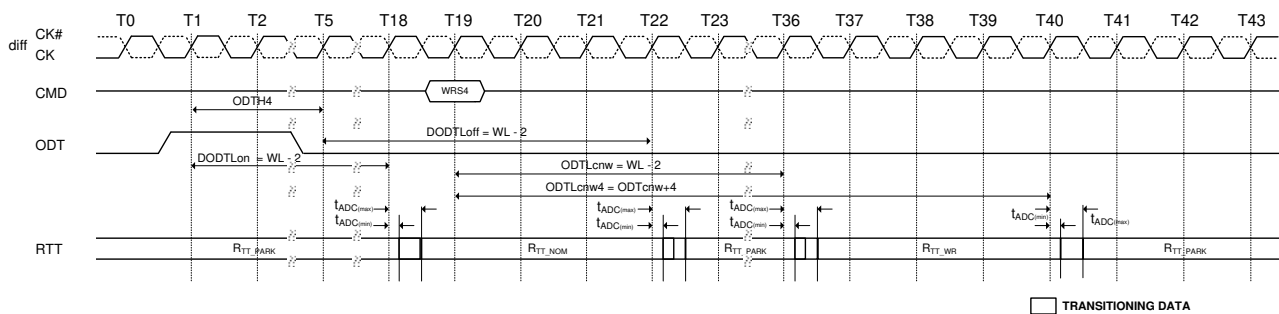 T0 T1 T2 T5 T18 T19 T20 T21 T22 T23 T36 T37 T38 T39 T40 T41 T42 T43
diff CK#
CK
CMD WRS4
ODTH4
ODT DODTLoff = WL - 2
DODTLon = WL - 2
ODTLcnw = WL - 2
ODTLcnw4 = ODTcnw+4
tADC(max) tADC(max) tADC(max) tADC(min) tADC(max)
tADC(min) tADC(min) tADC(min)
RTT RTT_PARK RTT_NOM RTT_PARK RTT_WR RTT_PARK
TRANSITIONING DATA